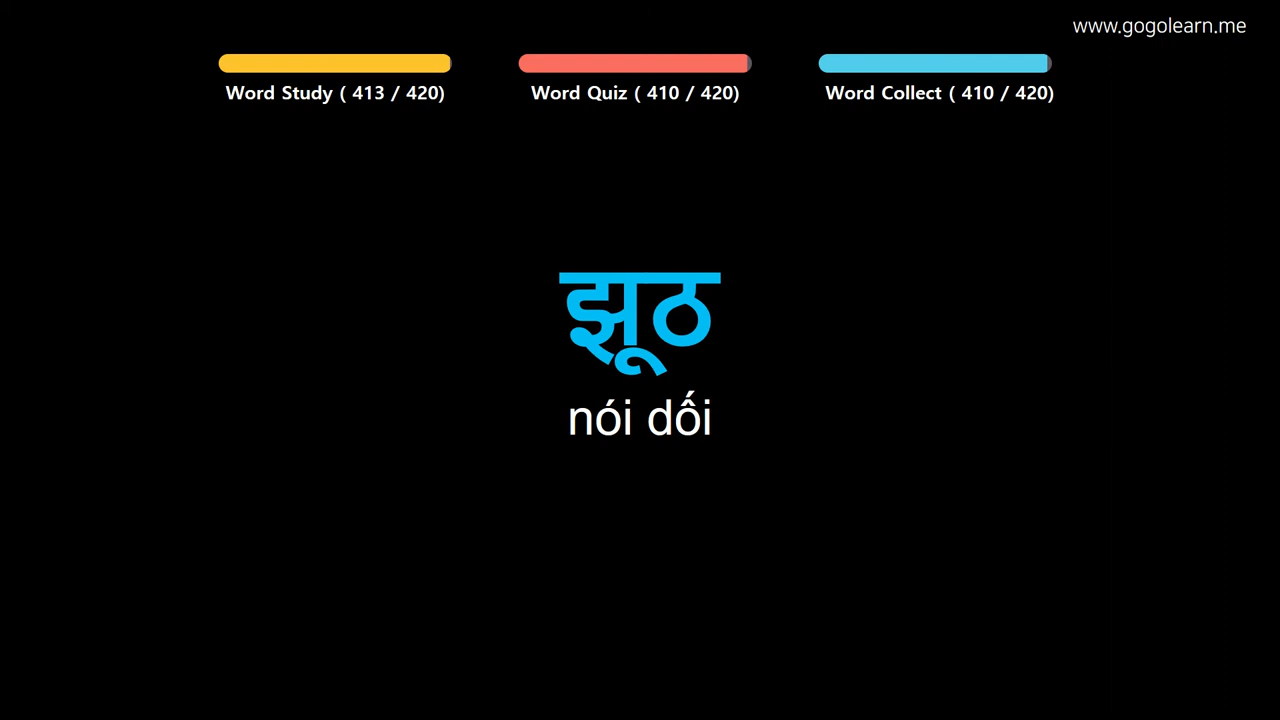 www.gogolearn.me
Word Study ( 413 / 420)
Word Quiz ( 410 / 420)
Word Collect ( 410 / 420)
झूठ
nói dối